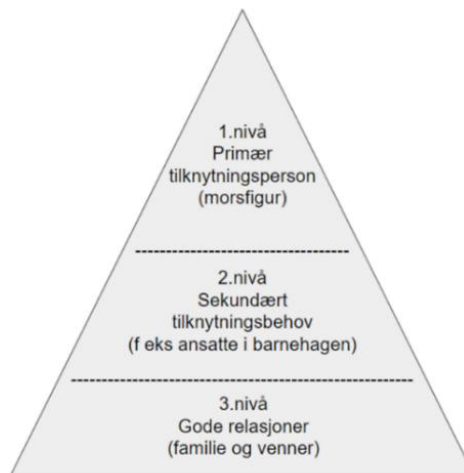 1.nivå
Primær
tilknytningsperson
(morsfigur)
2.nivå
Sekundært
tilknytningsbehov
(f eks ansatte i barnehagen)
3.nivå
Gode relasjoner
(familie og venner)